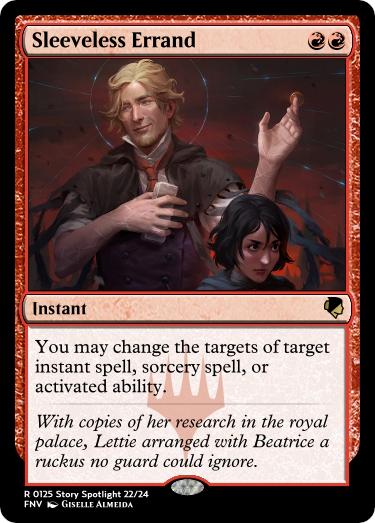 Sleeveless Errand
Instant
You may change the targets of target
instant spell, sorcery spell, or
activated ability.
With copies of her research in the royal
palace, Lettie arranged with Beatrice a
ruckus no guard could ignore.
R 0125 Story Spotlight 22/24
FNV Giselle Almeida